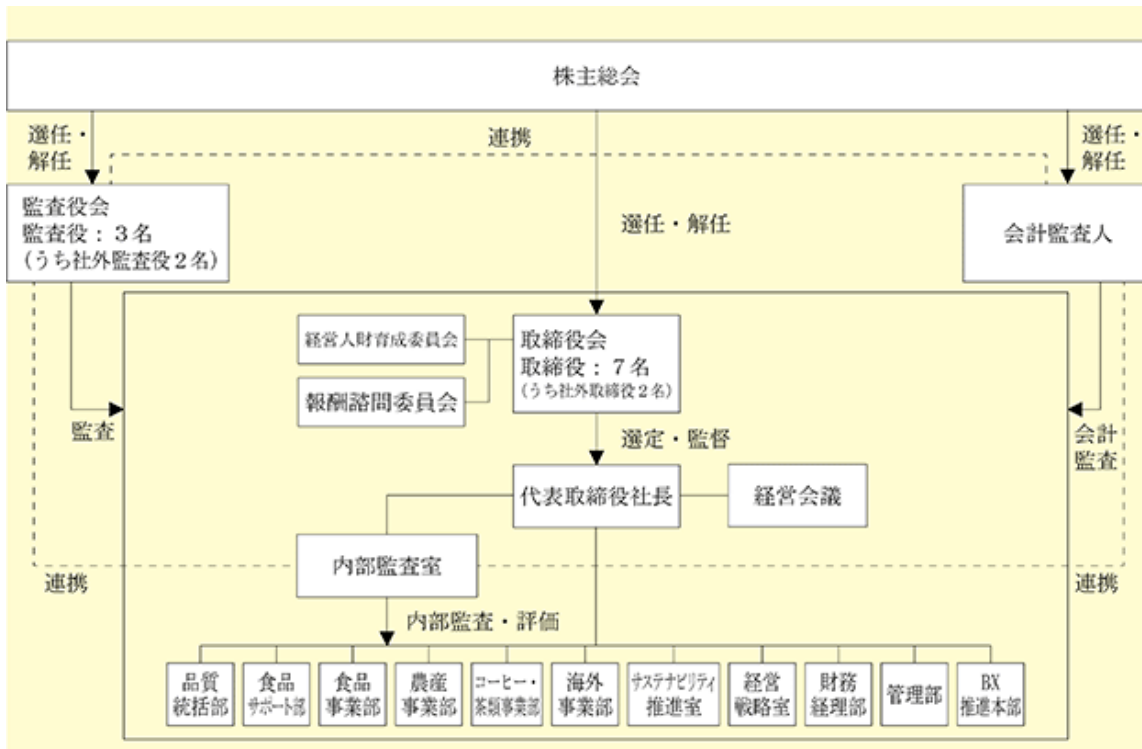 株主総会
選任・
解任
連携
選任・
解任
監査役会
監査役：３名
(うち社外監査役２名)
選任・解任
会計監査人
経営人財育成委員会
報酬諮問委員会
取締役会
取締役：７名
(うち社外取締役２名)
監査
会計
監査
選定・監督
代表取締役社長
経営会議
内部監査室
連携
連携
内部監査・評価
品質
統括部
食品
サポート部
食品
事業部
農産
事業部
コーヒー・
茶類事業部
海外
事業部
サステナビリティ
推進室
経営
戦略室
財務
経理部
管理部
BX
推進本部